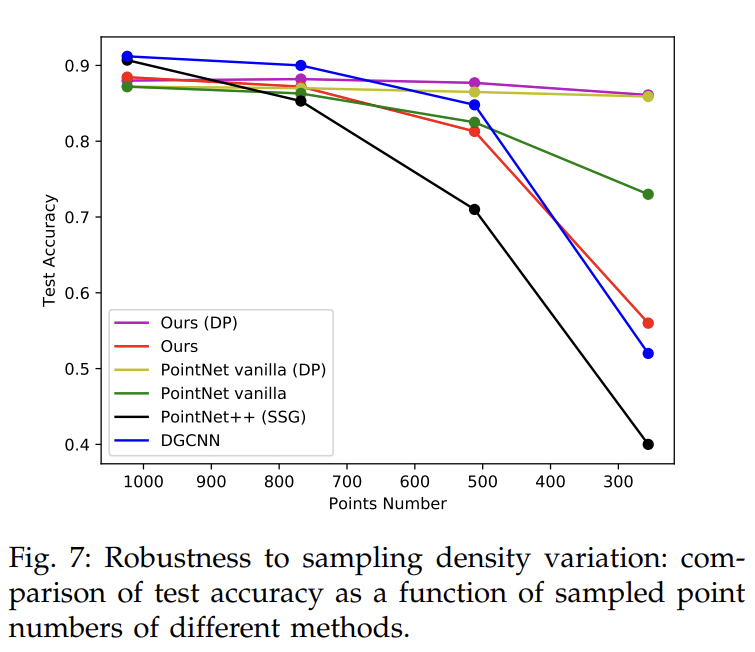 0.9
0.8
0.7
0.6
0.5
0.4
Test Accuracy
Ours (DP)
Ours
PointNet vanilla (DP)
PointNet vanilla
PointNet++ (SSG)
DGCNN
1000 900 800 700 600 500 400 300
Points Number
Fig. 7: Robustness to sampling density variation: com-
parison of test accuracy as a function of sampled point
numbers of different methods.